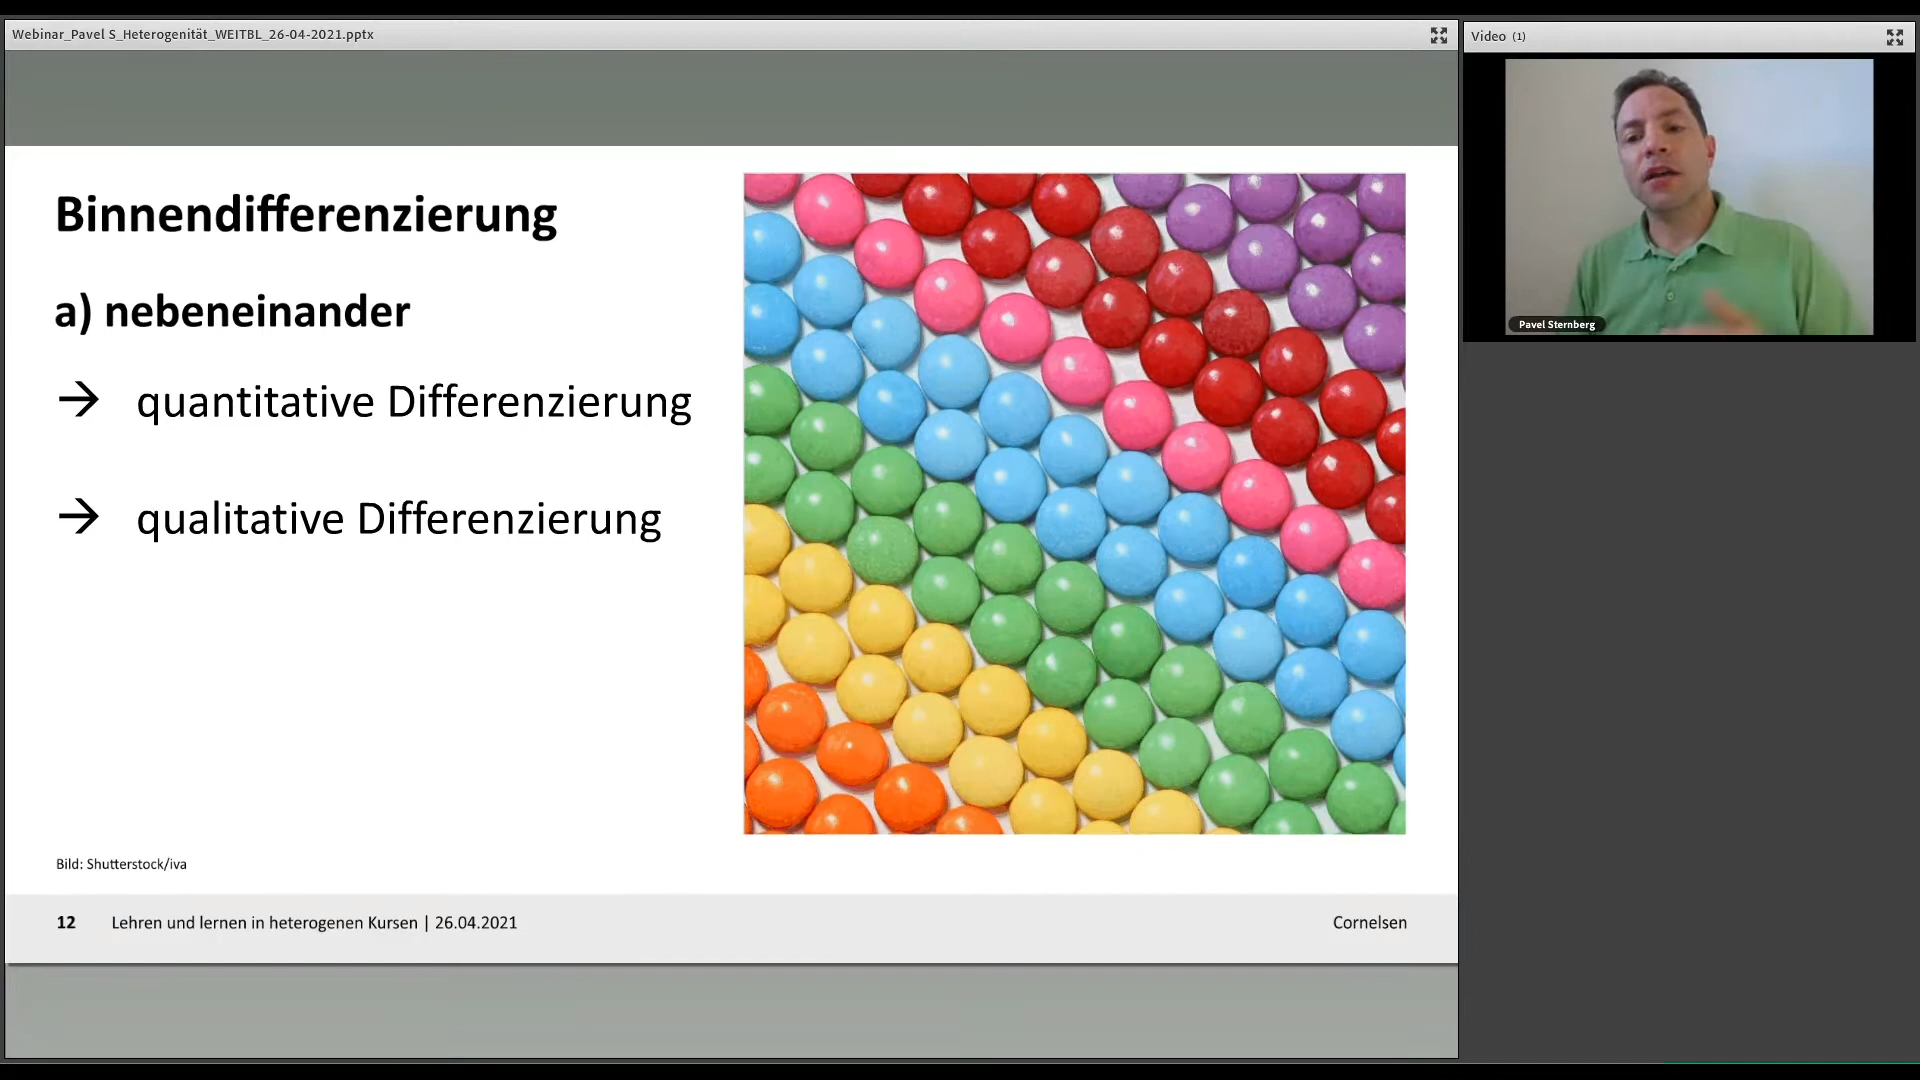 Webinar_Pavel S_Heterogenität_WEITBL_26-04-2021.pptx
Video (1)
Binnendifferenzierung
a) nebeneinander
→ quantitative Differenzierung
→ qualitative Differenzierung
Pavel Sternberg
Bild: Shutterstock/iva
12 Lehren und lernen in heterogenen Kursen | 26.04.2021
Cornelsen